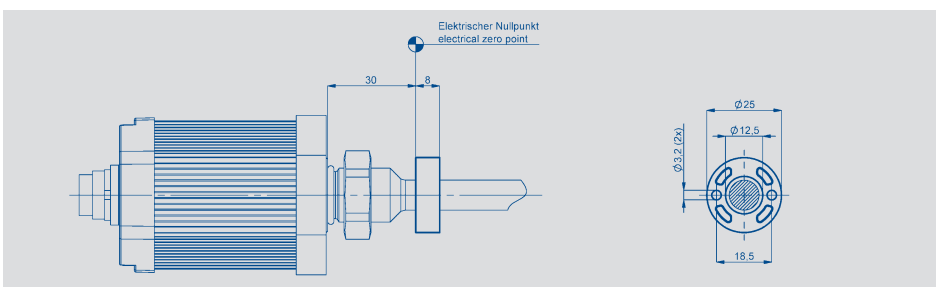 Elektrischer Nullpunkt
electrical zero point
30
8
Ø25
Ø12,5
Ø3,2 (2x)
18,5